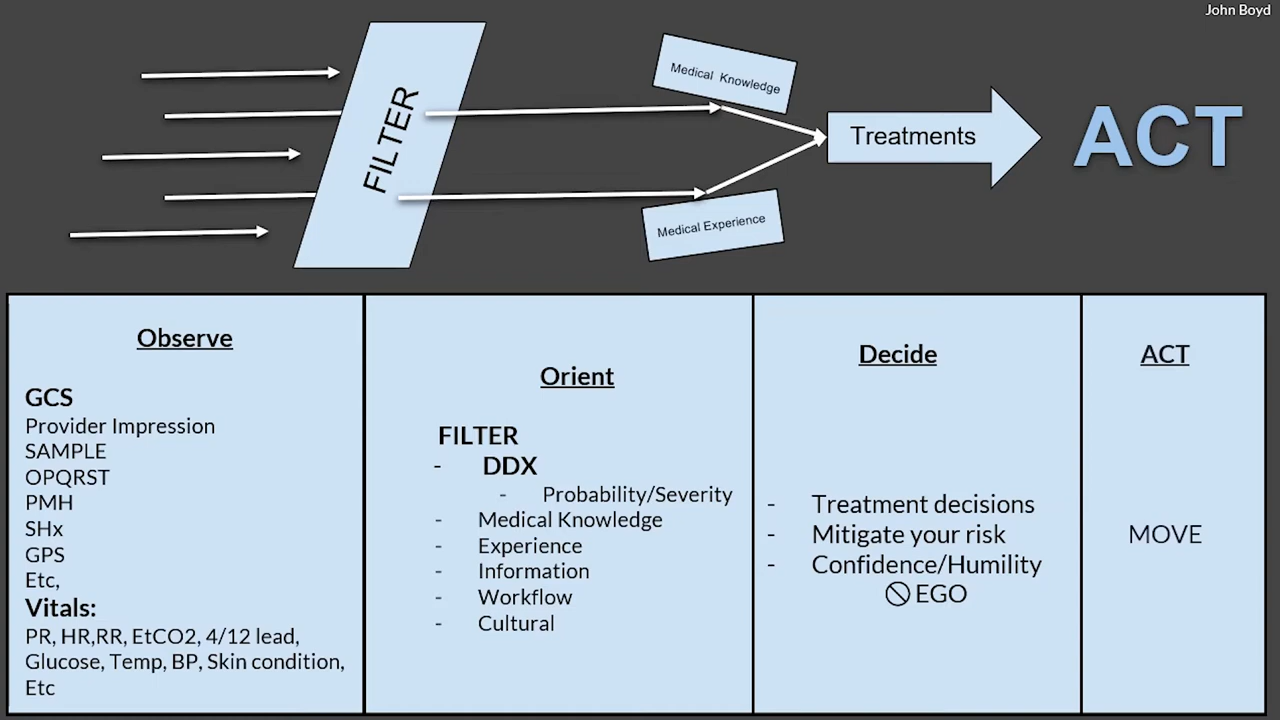 John Boyd
FILTER
Medical Knowledge
Medical Experience
Treatments
ACT
Observe
GCS
Provider Impression
SAMPLE
OPQRST
PMH
SHx
GPS
Etc,
Vitals:
PR, HR,RR, EtCO2, 4/12 lead,
Glucose, Temp, BP, Skin condition,
Etc
Orient
FILTER
- DDX
- Probability/Severity
- Medical Knowledge
- Experience
- Information
- Workflow
- Cultural
Decide
- Treatment decisions
- Mitigate your risk
- Confidence/Humility
🛇 EGO
ACT
MOVE